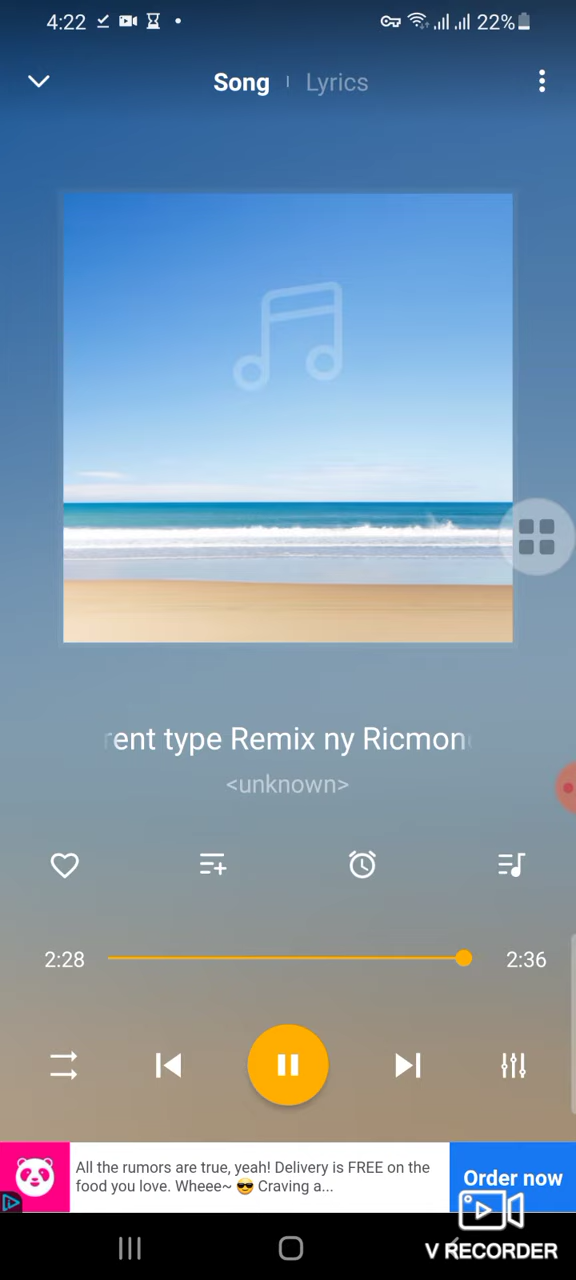 4:22
22%
Song
Lyrics
rent type Remix ny Ricmon
<unknown>
2:28
2:36
All the rumors are true, yeah! Delivery is FREE on the
food you love. Wheee~ 😎 Craving a...
Order now
V RECORDER